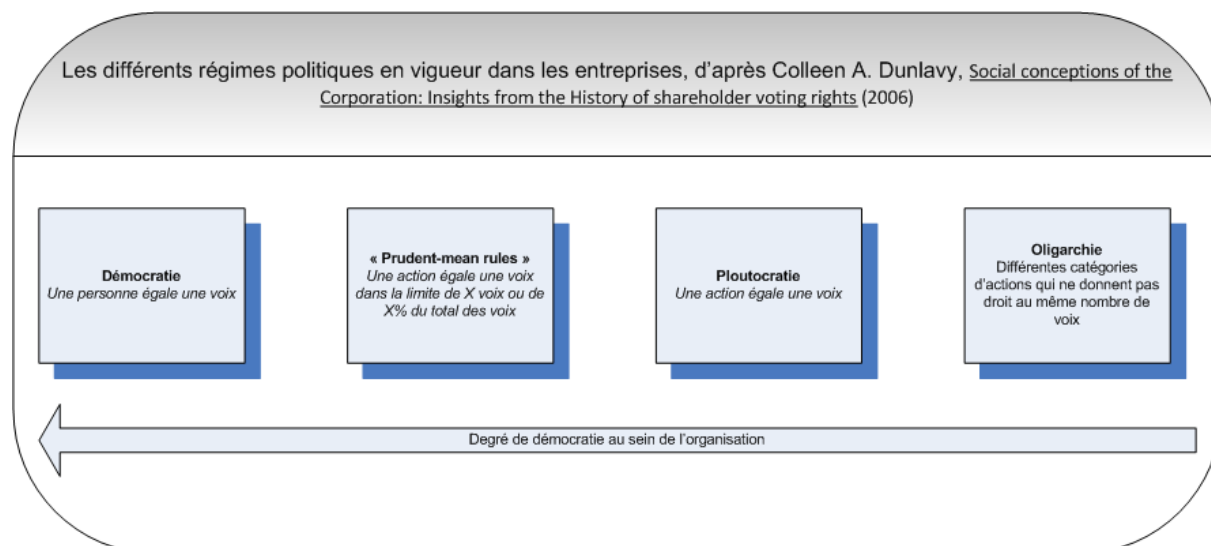 Les différents régimes politiques en vigueur dans les entreprises, d'après Colleen A. Dunlavy, Social conceptions of the
Corporation: Insights from the History of shareholder voting rights (2006)
Démocratie
Une personne égale une voix
« Prudent-mean rules »
Une action égale une voix
dans la limite de X voix ou de
X% du total des voix
Ploutocratie
Une action égale une voix
Oligarchie
Différentes catégories
d'actions qui ne donnent pas
droit au même nombre de
voix
Degré de démocratie au sein de l'organisation